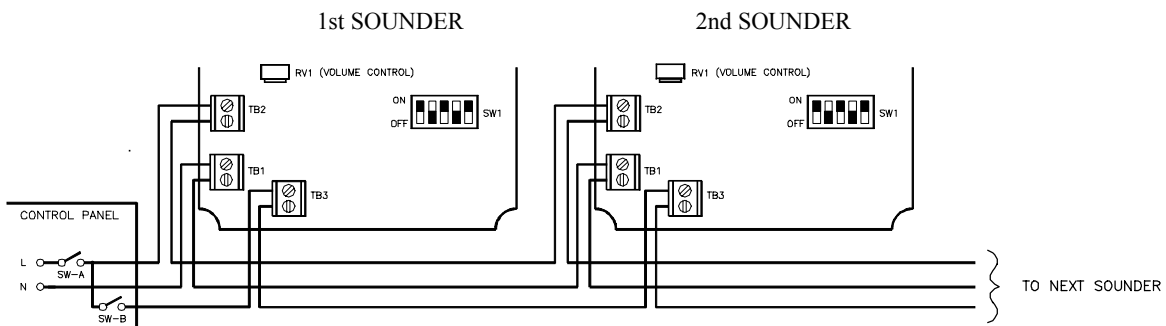 1st SOUNDER
2nd SOUNDER
RV1 (VOLUME CONTROL)
RV1 (VOLUME CONTROL)
TB2
ON
OFF
SW1
TB2
ON
OFF
SW1
TB1
TB3
TB1
TB3
CONTROL PANEL
L
SW-A
N
SW-B
TO NEXT SOUNDER